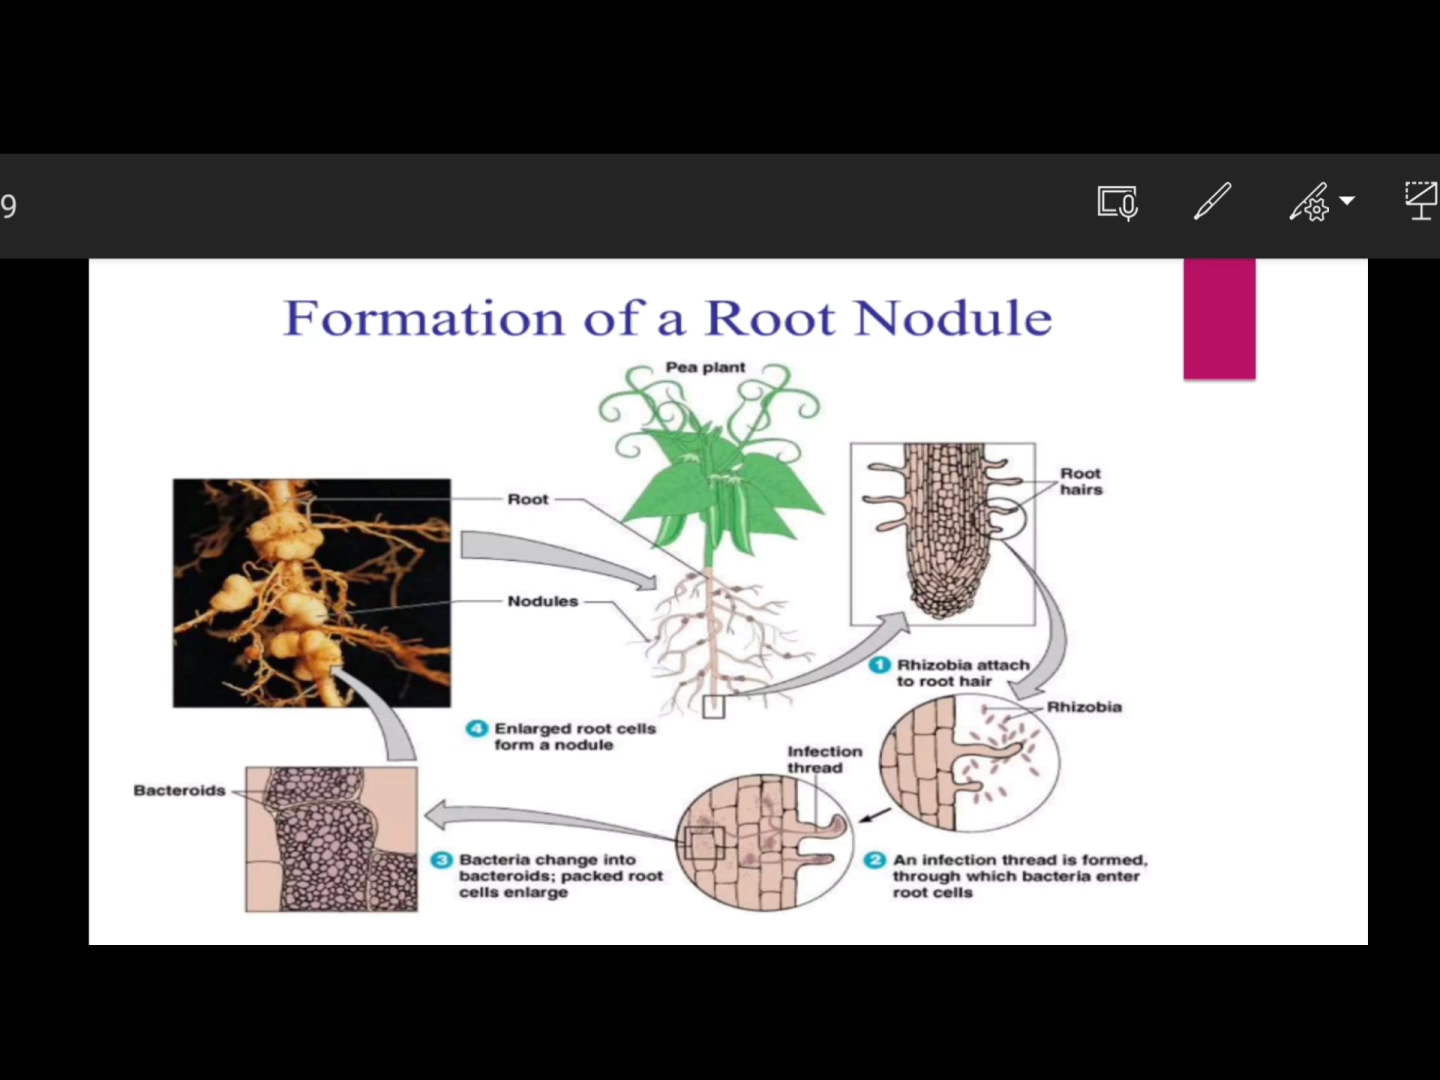 9
Formation of a Root Nodule
Pea plant
Root
hairs
Root
Nodules
1 Rhizobia attach
to root hair
Rhizobia
4 Enlarged root cells
form a nodule
Infection
thread
Bacteroids
3 Bacteria change into
bacteroids; packed root
cells enlarge
2 An infection thread is formed,
through which bacteria enter
root cells